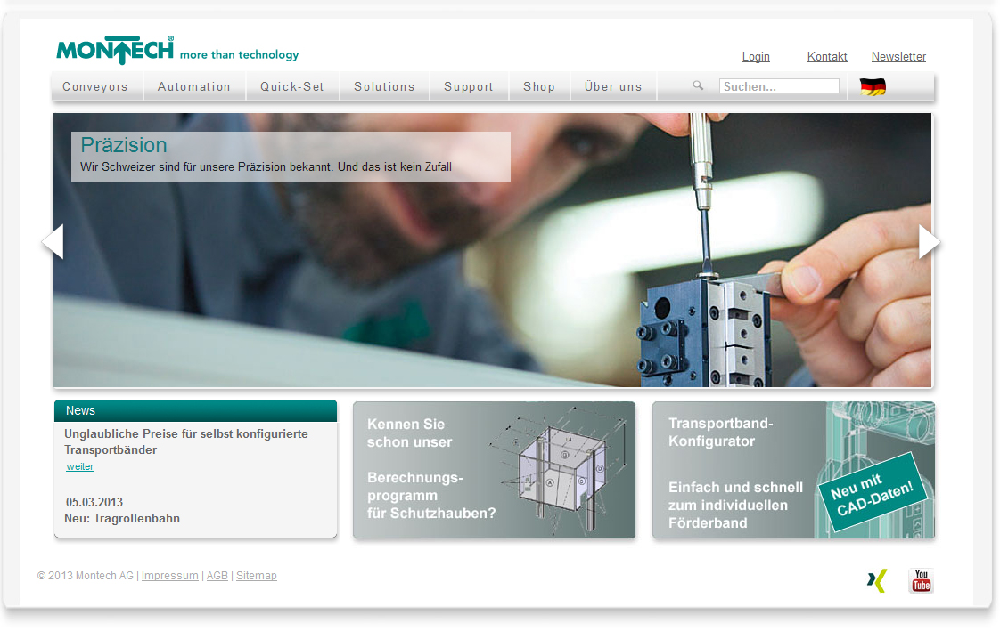 MONTECH® more than technology
Login Kontakt Newsletter
Conveyors Automation Quick-Set Solutions Support Shop Über uns Suchen...
Präzision
Wir Schweizer sind für unsere Präzision bekannt. Und das ist kein Zufall
News
Unglaubliche Preise für selbst konfigurierte
Transportbänder
weiter
05.03.2013
Neu: Tragrollenbahn
Kennen Sie
schon unser
Berechnungs-
programm
für Schutzhauben?
Transportband-
Konfigurator
Einfach und schnell
zum individuellen
Förderband
Neu mit
CAD-Daten!
© 2013 Montech AG | Impressum | AGB | Sitemap
You
Tube